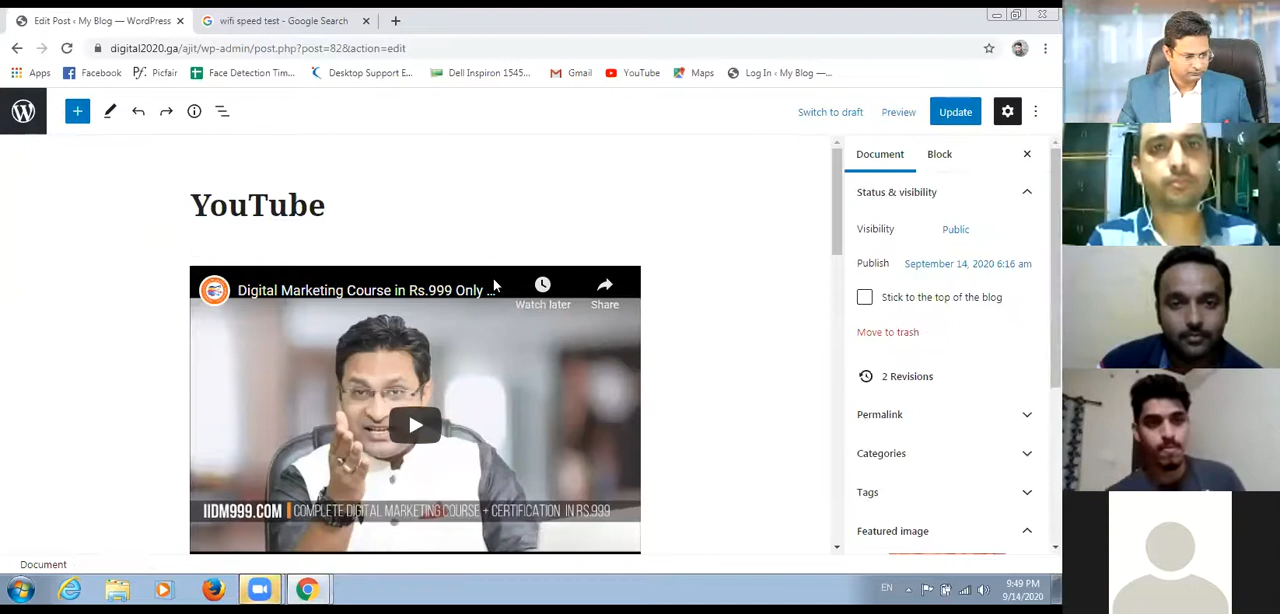 Edit Post ‹ My Blog — WordPress
wifi speed test - Google Search
digital2020.ga/ajit/wp-admin/post.php?post=82&action=edit
Apps
Facebook
Picfair
Face Detection Tim...
Desktop Support E...
Dell Inspiron 1545...
Gmail
YouTube
Maps
Log In ‹ My Blog —...
Switch to draft
Preview
Update
YouTube
Digital Marketing Course in Rs.999 Only ...
Watch later
Share
IIDM999.COM COMPLETE DIGITAL MARKETING COURSE + CERTIFICATION IN RS.999
Document
Block
Status & visibility
Visibility
Public
Publish
September 14, 2020 6:16 am
Stick to the top of the blog
Move to trash
2 Revisions
Permalink
Categories
Tags
Featured image
Document
EN
9:49 PM
9/14/2020